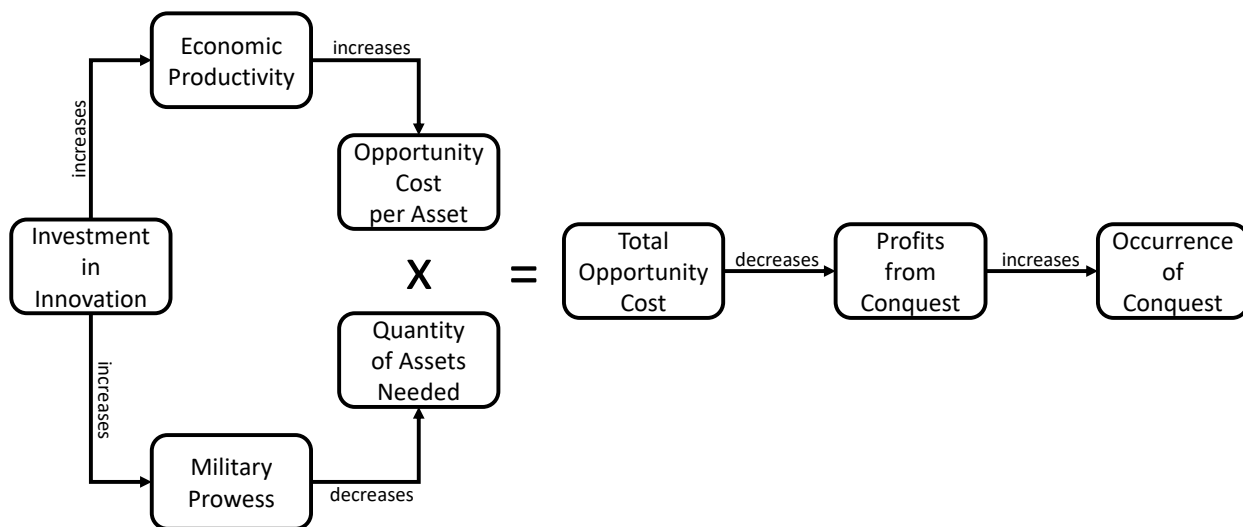 Economic
Productivity
increases
increases
Opportunity
Cost
per Asset
Investment
in
Innovation
X
=
Total
Opportunity
Cost
decreases
Profits
from
Conquest
increases
Occurrence
of
Conquest
Quantity
of Assets
Needed
increases
Military
Prowess
decreases